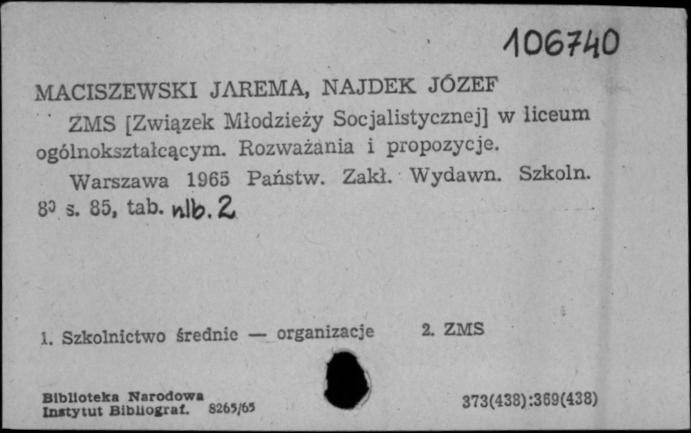 106740
MACISZEWSKI JAREMA, NAJDEK JÓZEF
ZMS [Związek Młodzieży Socjalistycznej] w liceum
ogólnokształcącym. Rozważania i propozycje.
Warszawa 1965 Państw. Zakł. Wydawn. Szkoln.
8º s. 85, tab. nlb. 2
1. Szkolnictwo średnie — organizacje 2. ZMS
Biblioteka Narodowa
Instytut Bibliograf. 8265/65 373(438):369(438)